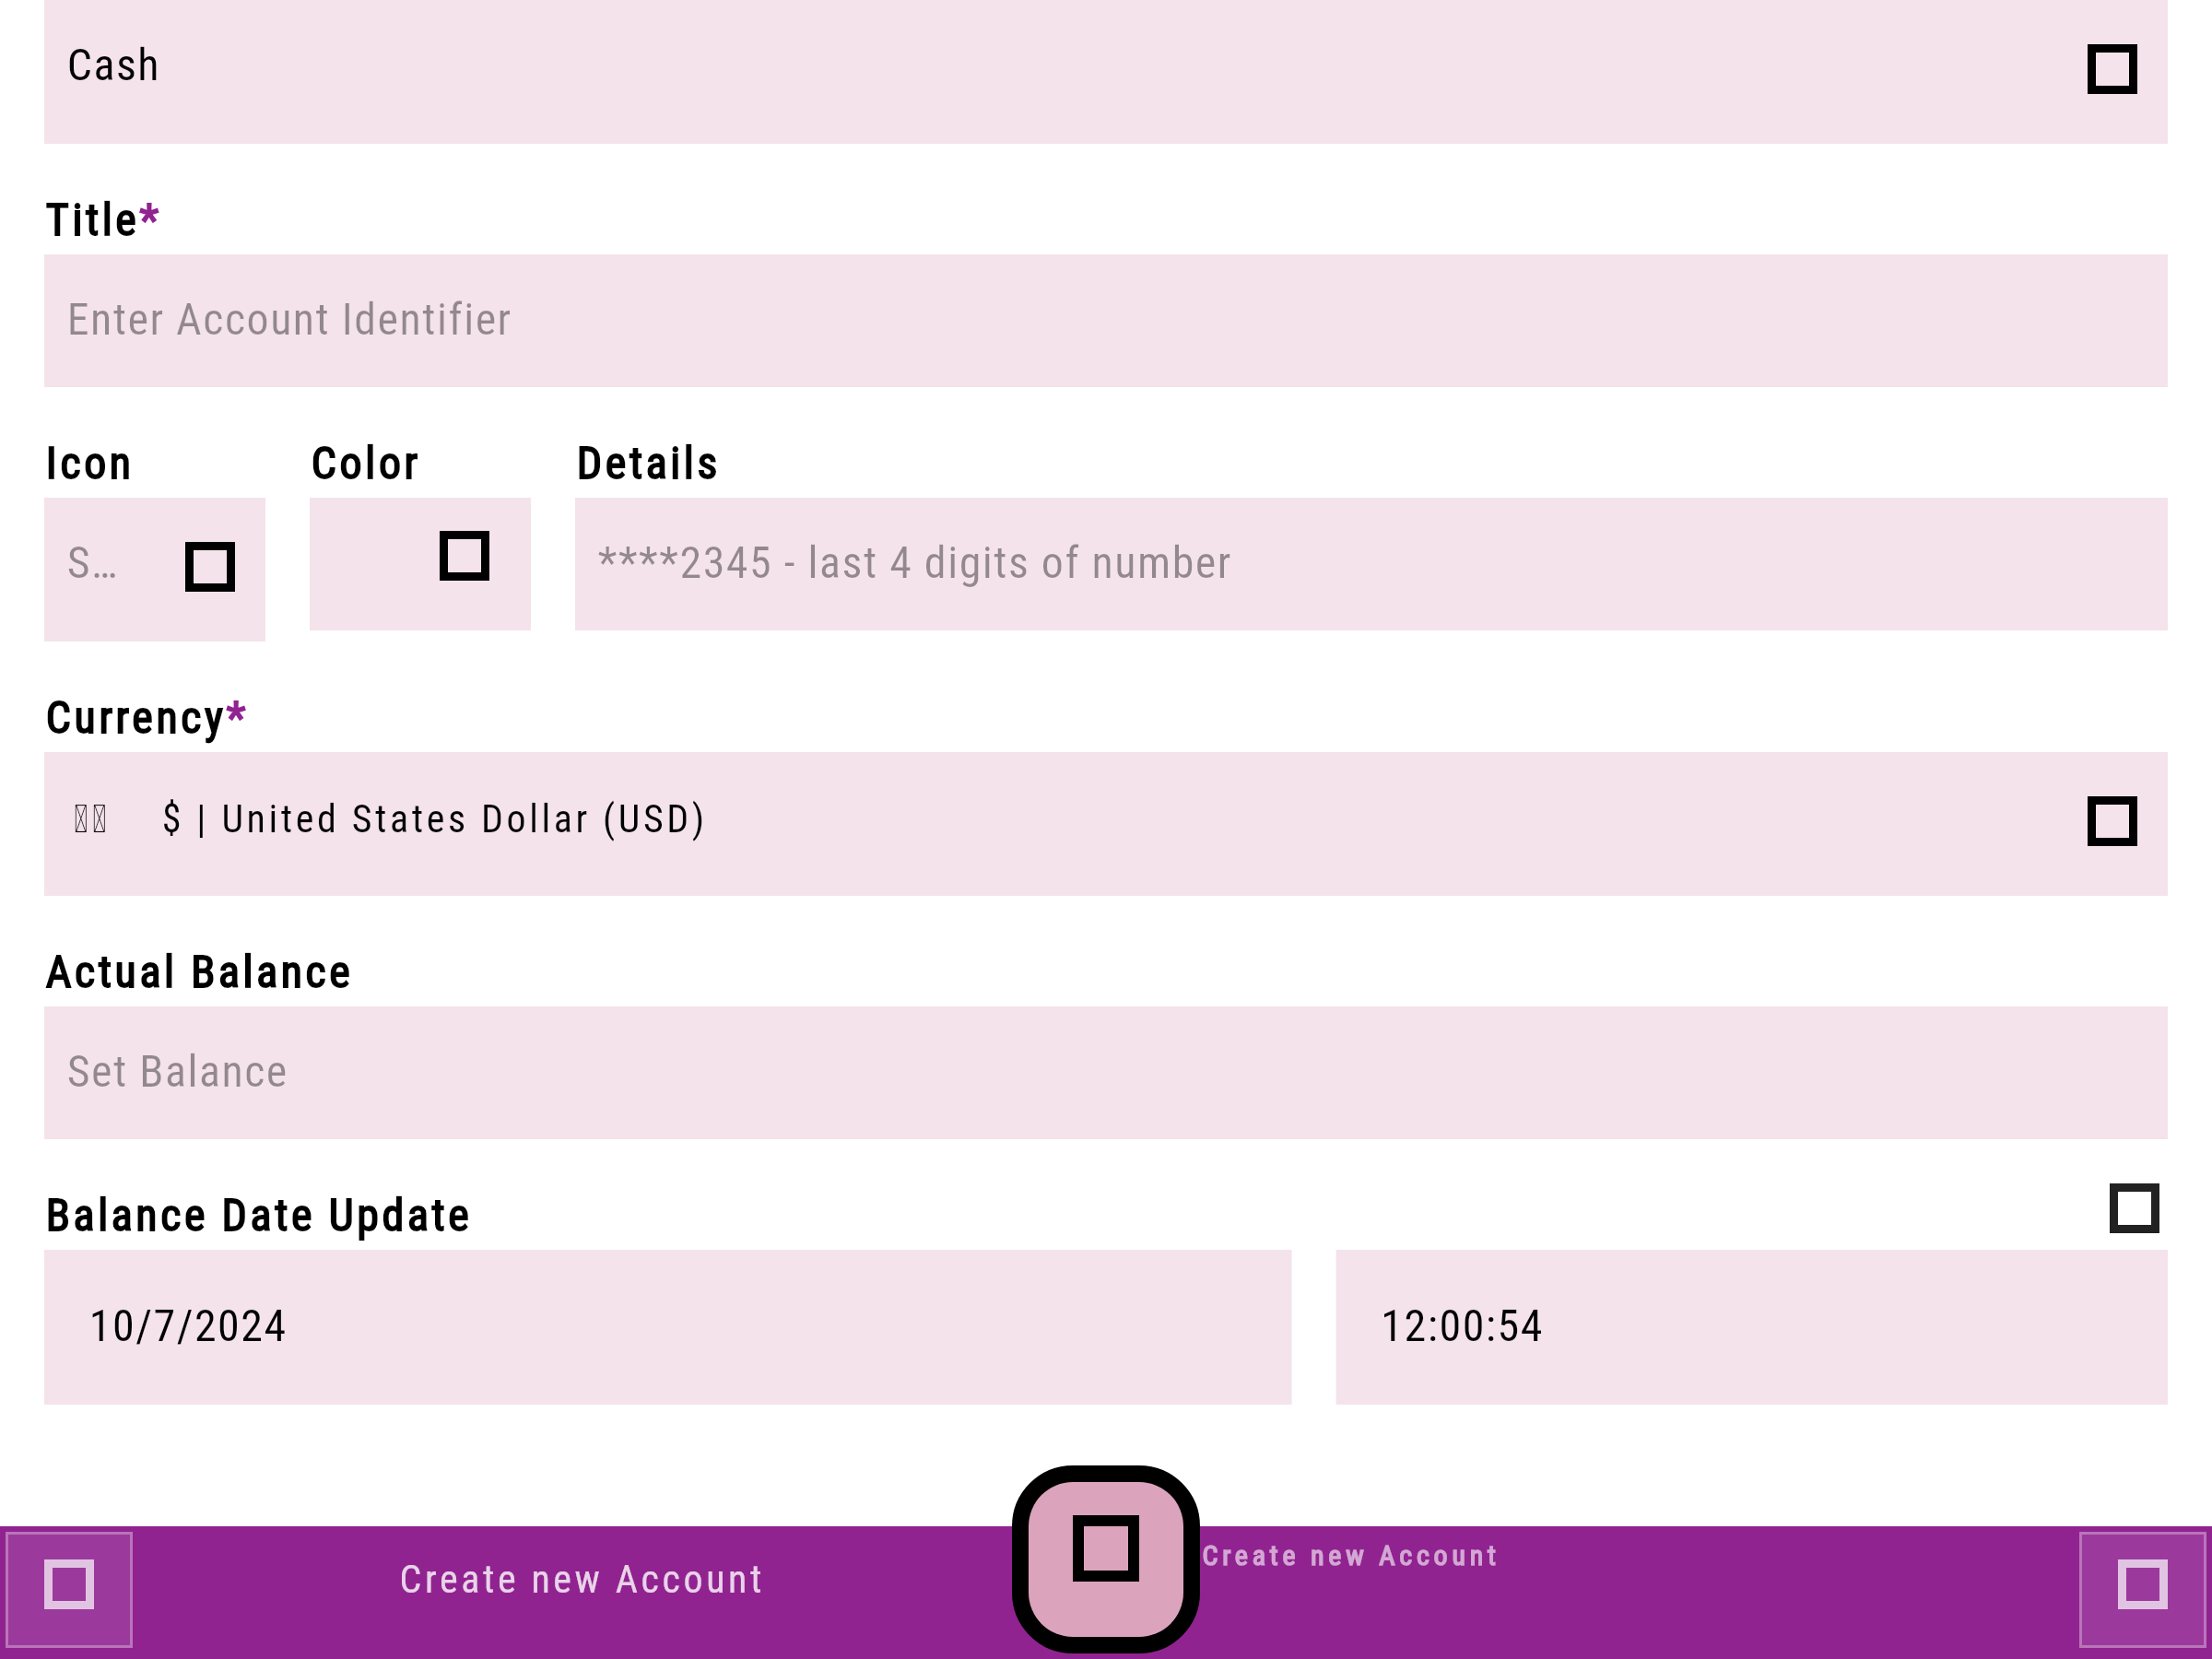 Cash
Title*
Enter Account Identifier
Icon Color Details
S… ****2345 - last 4 digits of number
Currency*
$ | United States Dollar (USD)
Actual Balance
Set Balance
Balance Date Update
10/7/2024 12:00:54
Create new Account Create new Account